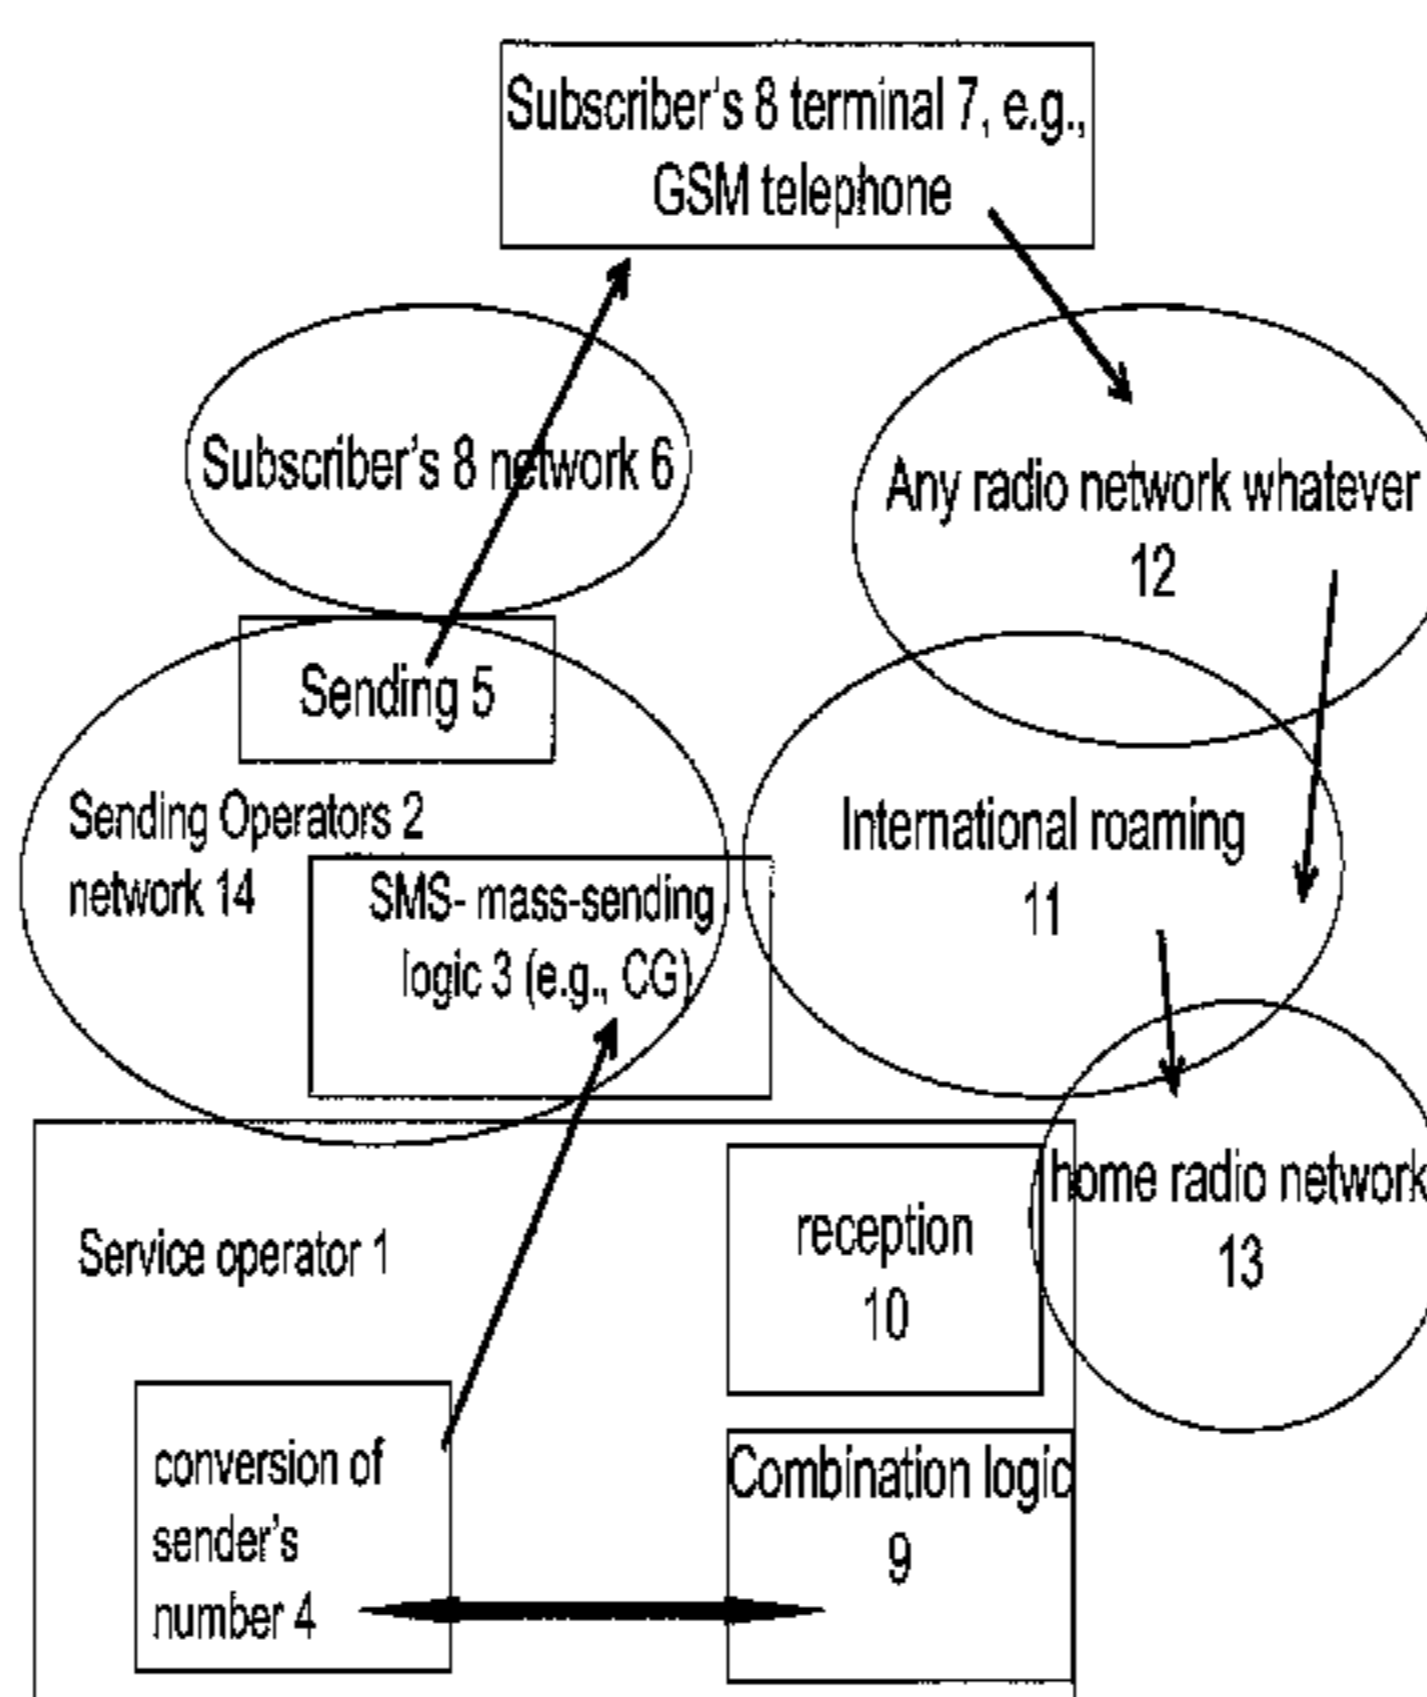 Subscriber's 8 terminal 7, e.g.,
GSM telephone
Subscriber's 8 network 6
Any radio network whatever
12
Sending 5
Sending Operators 2
network 14
SMS- mass-sending
logic 3 (e.g., CG)
International roaming
11
home radio network
13
Service operator 1
reception
10
conversion of
sender's
number 4
Combination logic
9